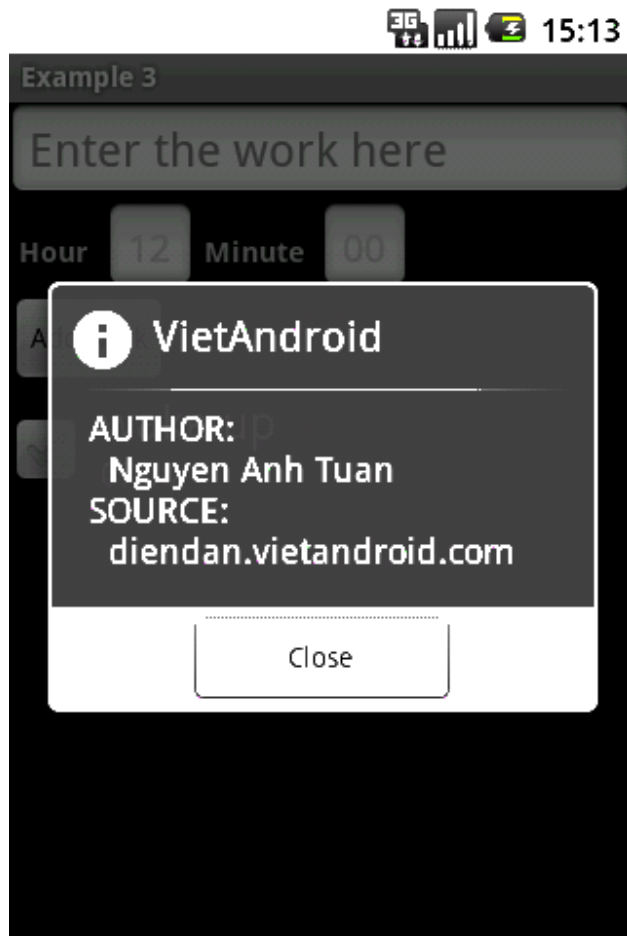 3G 15:13
Example 3
Enter the work here
Hour 12 Minute 00
VietAndroid
AUTHOR:
Nguyen Anh Tuan
SOURCE:
diendan.vietandroid.com
Close